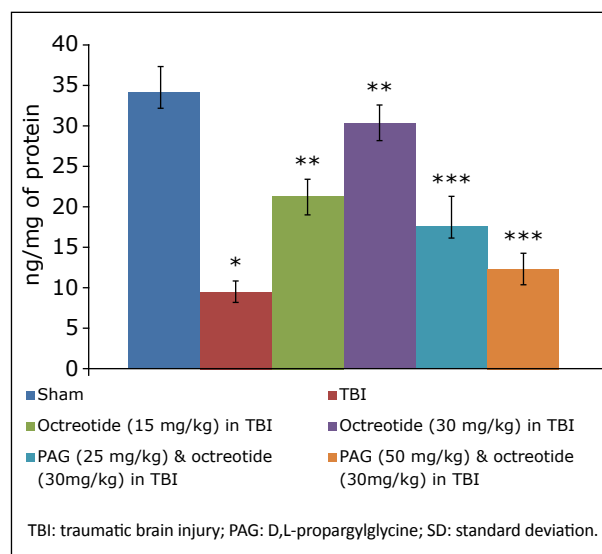 40
35
30
25
20
15
10
5
0
ng/mg of protein
*
**
**
***
***
Sham
TBI
Octreotide (15 mg/kg) in TBI
Octreotide (30 mg/kg) in TBI
PAG (25 mg/kg) & octreotide
(30mg/kg) in TBI
PAG (50 mg/kg) & octreotide
(30mg/kg) in TBI
TBI: traumatic brain injury; PAG: D,L-propargylglycine; SD: standard deviation.